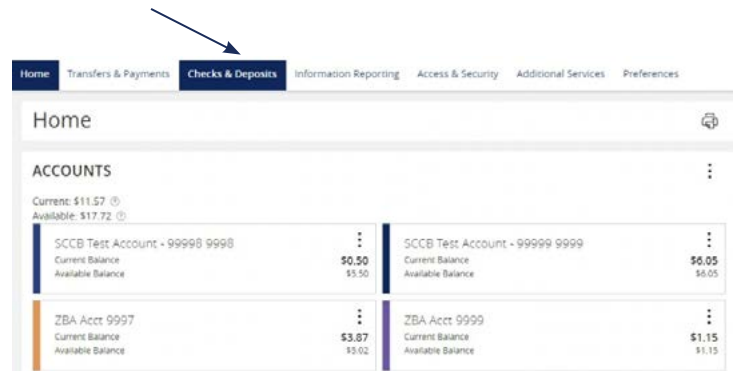 Home Transfers & Payments Checks & Deposits Information Reporting Access & Security Additional Services Preferences
Home
ACCOUNTS
Current: $11.57
Available: $17.72
SCCB Test Account - 99998 9998
Current Balance $0.50
Available Balance $5.50
SCCB Test Account - 99999 9999
Current Balance $6.05
Available Balance $6.05
ZBA Acct 9997
Current Balance $3.87
Available Balance $5.02
ZBA Acct 9999
Current Balance $1.15
Available Balance $1.15